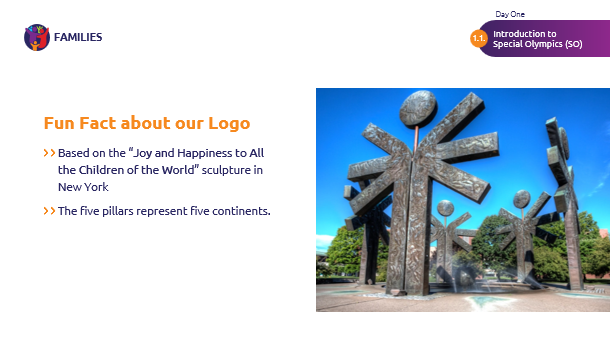 Day One
FAMILIES
1.1.
Introduction to
Special Olympics (SO)
Fun Fact about our Logo
Based on the “Joy and Happiness to All
the Children of the World” sculpture in
New York
The five pillars represent five continents.